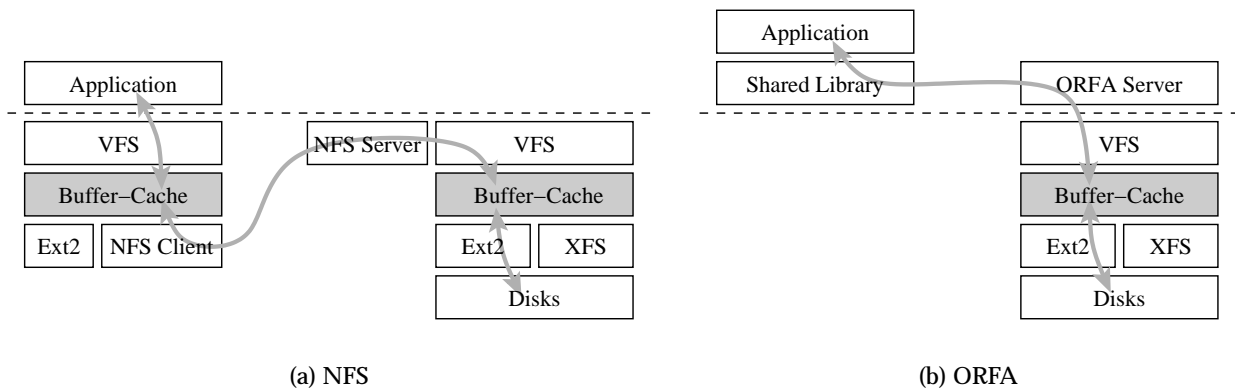 Application
VFS
Buffer–Cache
Ext2
NFS Client
NFS Server
VFS
Buffer–Cache
Ext2
XFS
Disks
(a) NFS
Application
Shared Library
ORFA Server
VFS
Buffer–Cache
Ext2
XFS
Disks
(b) ORFA